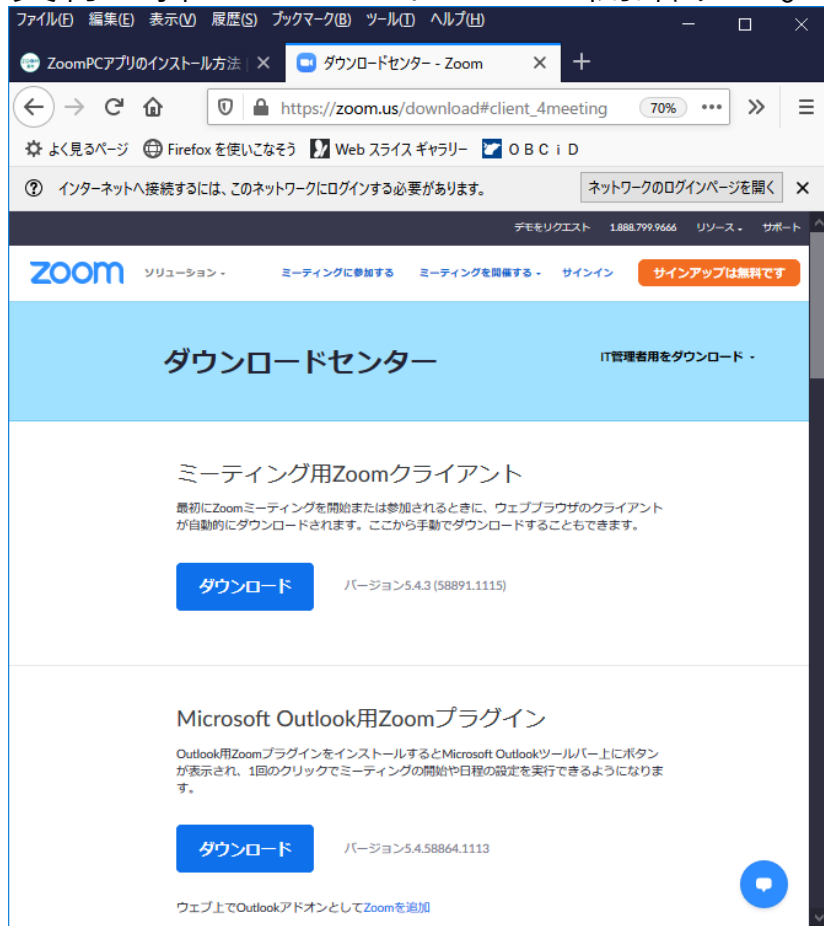 ファイル(F) 編集(E) 表示(V) 履歴(S) ブックマーク(B) ツール(T) ヘルプ(H)
ZoomPCアプリのインストール方法 |
ダウンロードセンター - Zoom
https://zoom.us/download#client_4meeting 70%
よく見るページ Firefox を使いこなそう Web スライス ギャラリー ＯＢＣｉＤ
インターネットへ接続するには、このネットワークにログインする必要があります。 ネットワークのログインページを開く
デモをリクエスト 1.888.799.9666 リソース サポート
zoom ソリューション ミーティングに参加する ミーティングを開催する サインイン サインアップは無料です
ダウンロードセンター
IT管理者用をダウンロード
ミーティング用Zoomクライアント
最初にZoomミーティングを開始または参加されるときに、ウェブブラウザのクライアント
が自動的にダウンロードされます。ここから手動でダウンロードすることもできます。
ダウンロード バージョン5.4.3 (58891.1115)
Microsoft Outlook用Zoomプラグイン
Outlook用ZoomプラグインをインストールするとMicrosoft Outlookツールバー上にボタン
が表示され、1回のクリックでミーティングの開始や日程の設定を実行できるようになりま
す。
ダウンロード バージョン5.4.58864.1113
ウェブ上でOutlookアドオンとしてZoomを追加